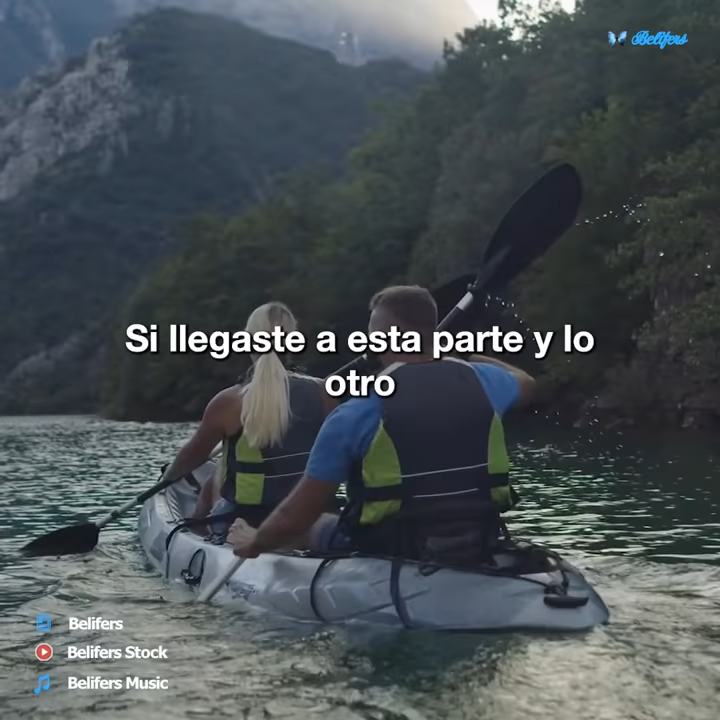 Belifers
Si llegaste a esta parte y lo
otro
Belifers
Belifers Stock
Belifers Music